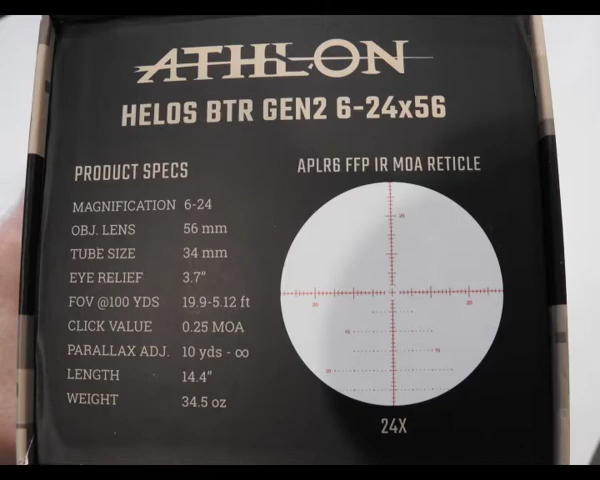 ATHLON
HELOS BTR GEN2 6-24x56
PRODUCT SPECS
MAGNIFICATION 6-24
OBJ. LENS 56 mm
TUBE SIZE 34 mm
EYE RELIEF 3.7"
FOV @100 YDS 19.9-5.12 ft
CLICK VALUE 0.25 MOA
PARALLAX ADJ. 10 yds - ∞
LENGTH 14.4"
WEIGHT 34.5 oz
APLR6 FFP IR MOA RETICLE
20 20
24X